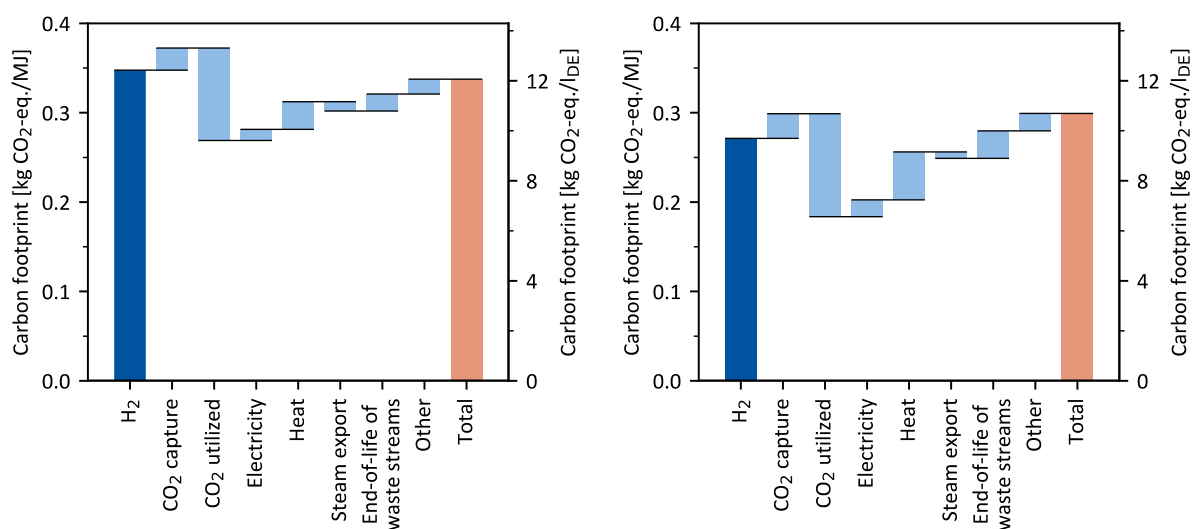 Carbon footprint [kg CO₂-eq./MJ]
0.4
0.3
0.2
0.1
0.0
12
8
4
0
Carbon footprint [kg CO₂-eq./l_DE]
H₂
CO₂ capture
CO₂ utilized
Electricity
Heat
Steam export
End-of-life of
waste streams
Other
Total
Carbon footprint [kg CO₂-eq./MJ]
0.4
0.3
0.2
0.1
0.0
12
8
4
0
Carbon footprint [kg CO₂-eq./l_DE]
H₂
CO₂ capture
CO₂ utilized
Electricity
Heat
Steam export
End-of-life of
waste streams
Other
Total